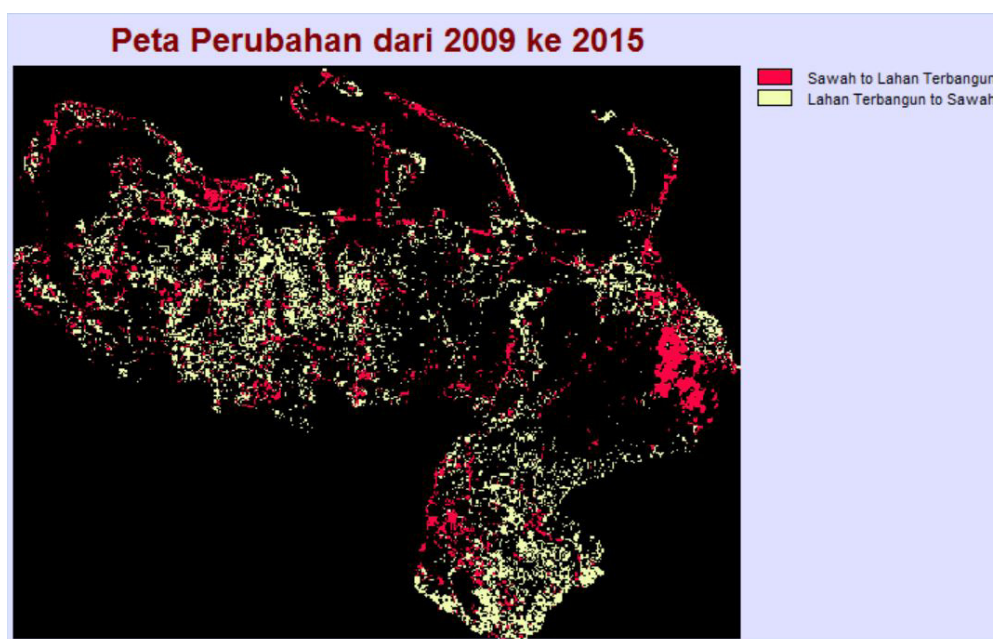 Peta Perubahan dari 2009 ke 2015
Sawah to Lahan Terbangun
Lahan Terbangun to Sawah